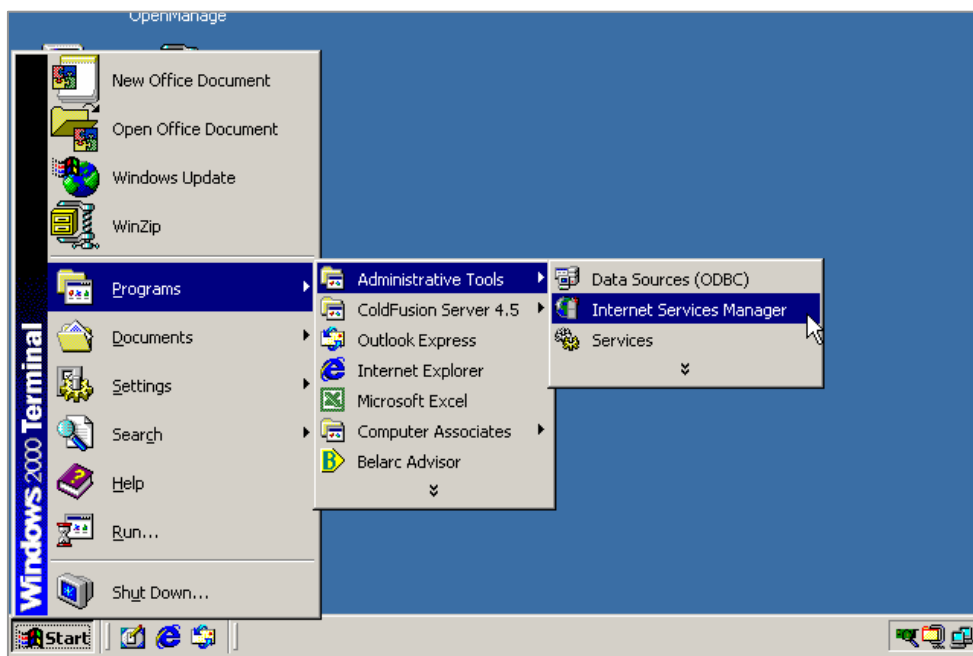 OpenManage
New Office Document
Open Office Document
Windows Update
WinZip
Programs
Documents
Settings
Search
Help
Run...
Shut Down...
Windows 2000 Terminal
Administrative Tools
ColdFusion Server 4.5
Outlook Express
Internet Explorer
Microsoft Excel
Computer Associates
Belarc Advisor
Data Sources (ODBC)
Internet Services Manager
Services
Start